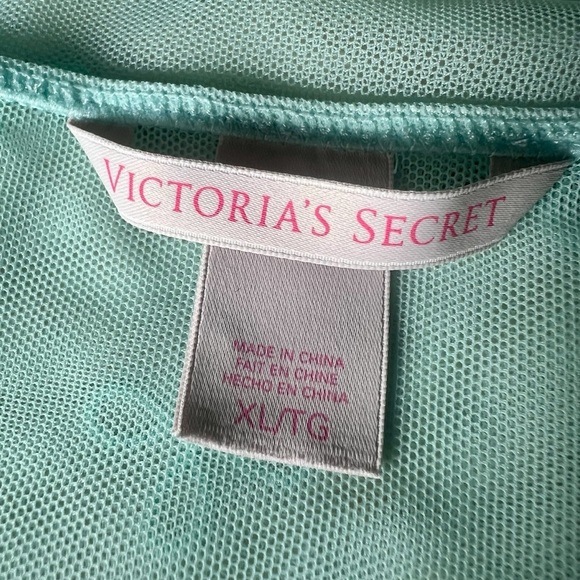 VICTORIA'S SECRET
MADE IN CHINA
FAIT EN CHINE
HECHO EN CHINA
XL/TG